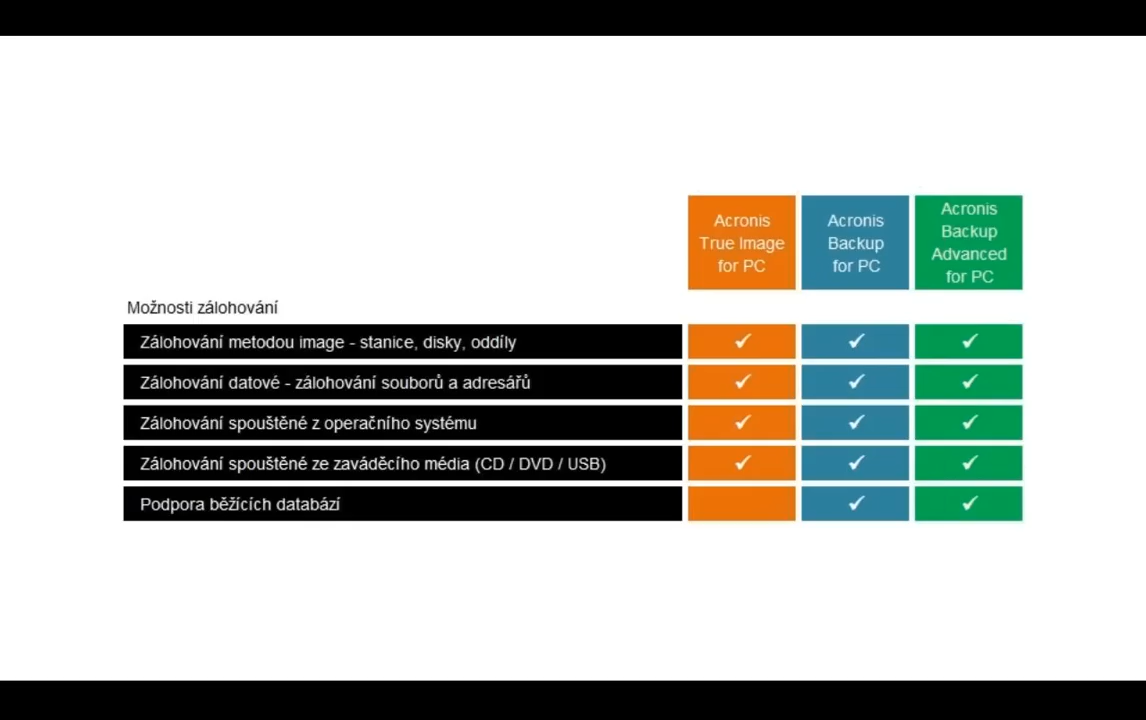 Acronis
True Image
for PC
Acronis
Backup
for PC
Acronis
Backup
Advanced
for PC
Možnosti zálohování
Zálohování metodou image - stanice, disky, oddíly
✓ ✓ ✓
Zálohování datové - zálohování souborů a adresářů
✓ ✓ ✓
Zálohování spouštěné z operačního systému
✓ ✓ ✓
Zálohování spouštěné ze zaváděcího média (CD / DVD / USB)
✓ ✓ ✓
Podpora běžících databází
✓ ✓